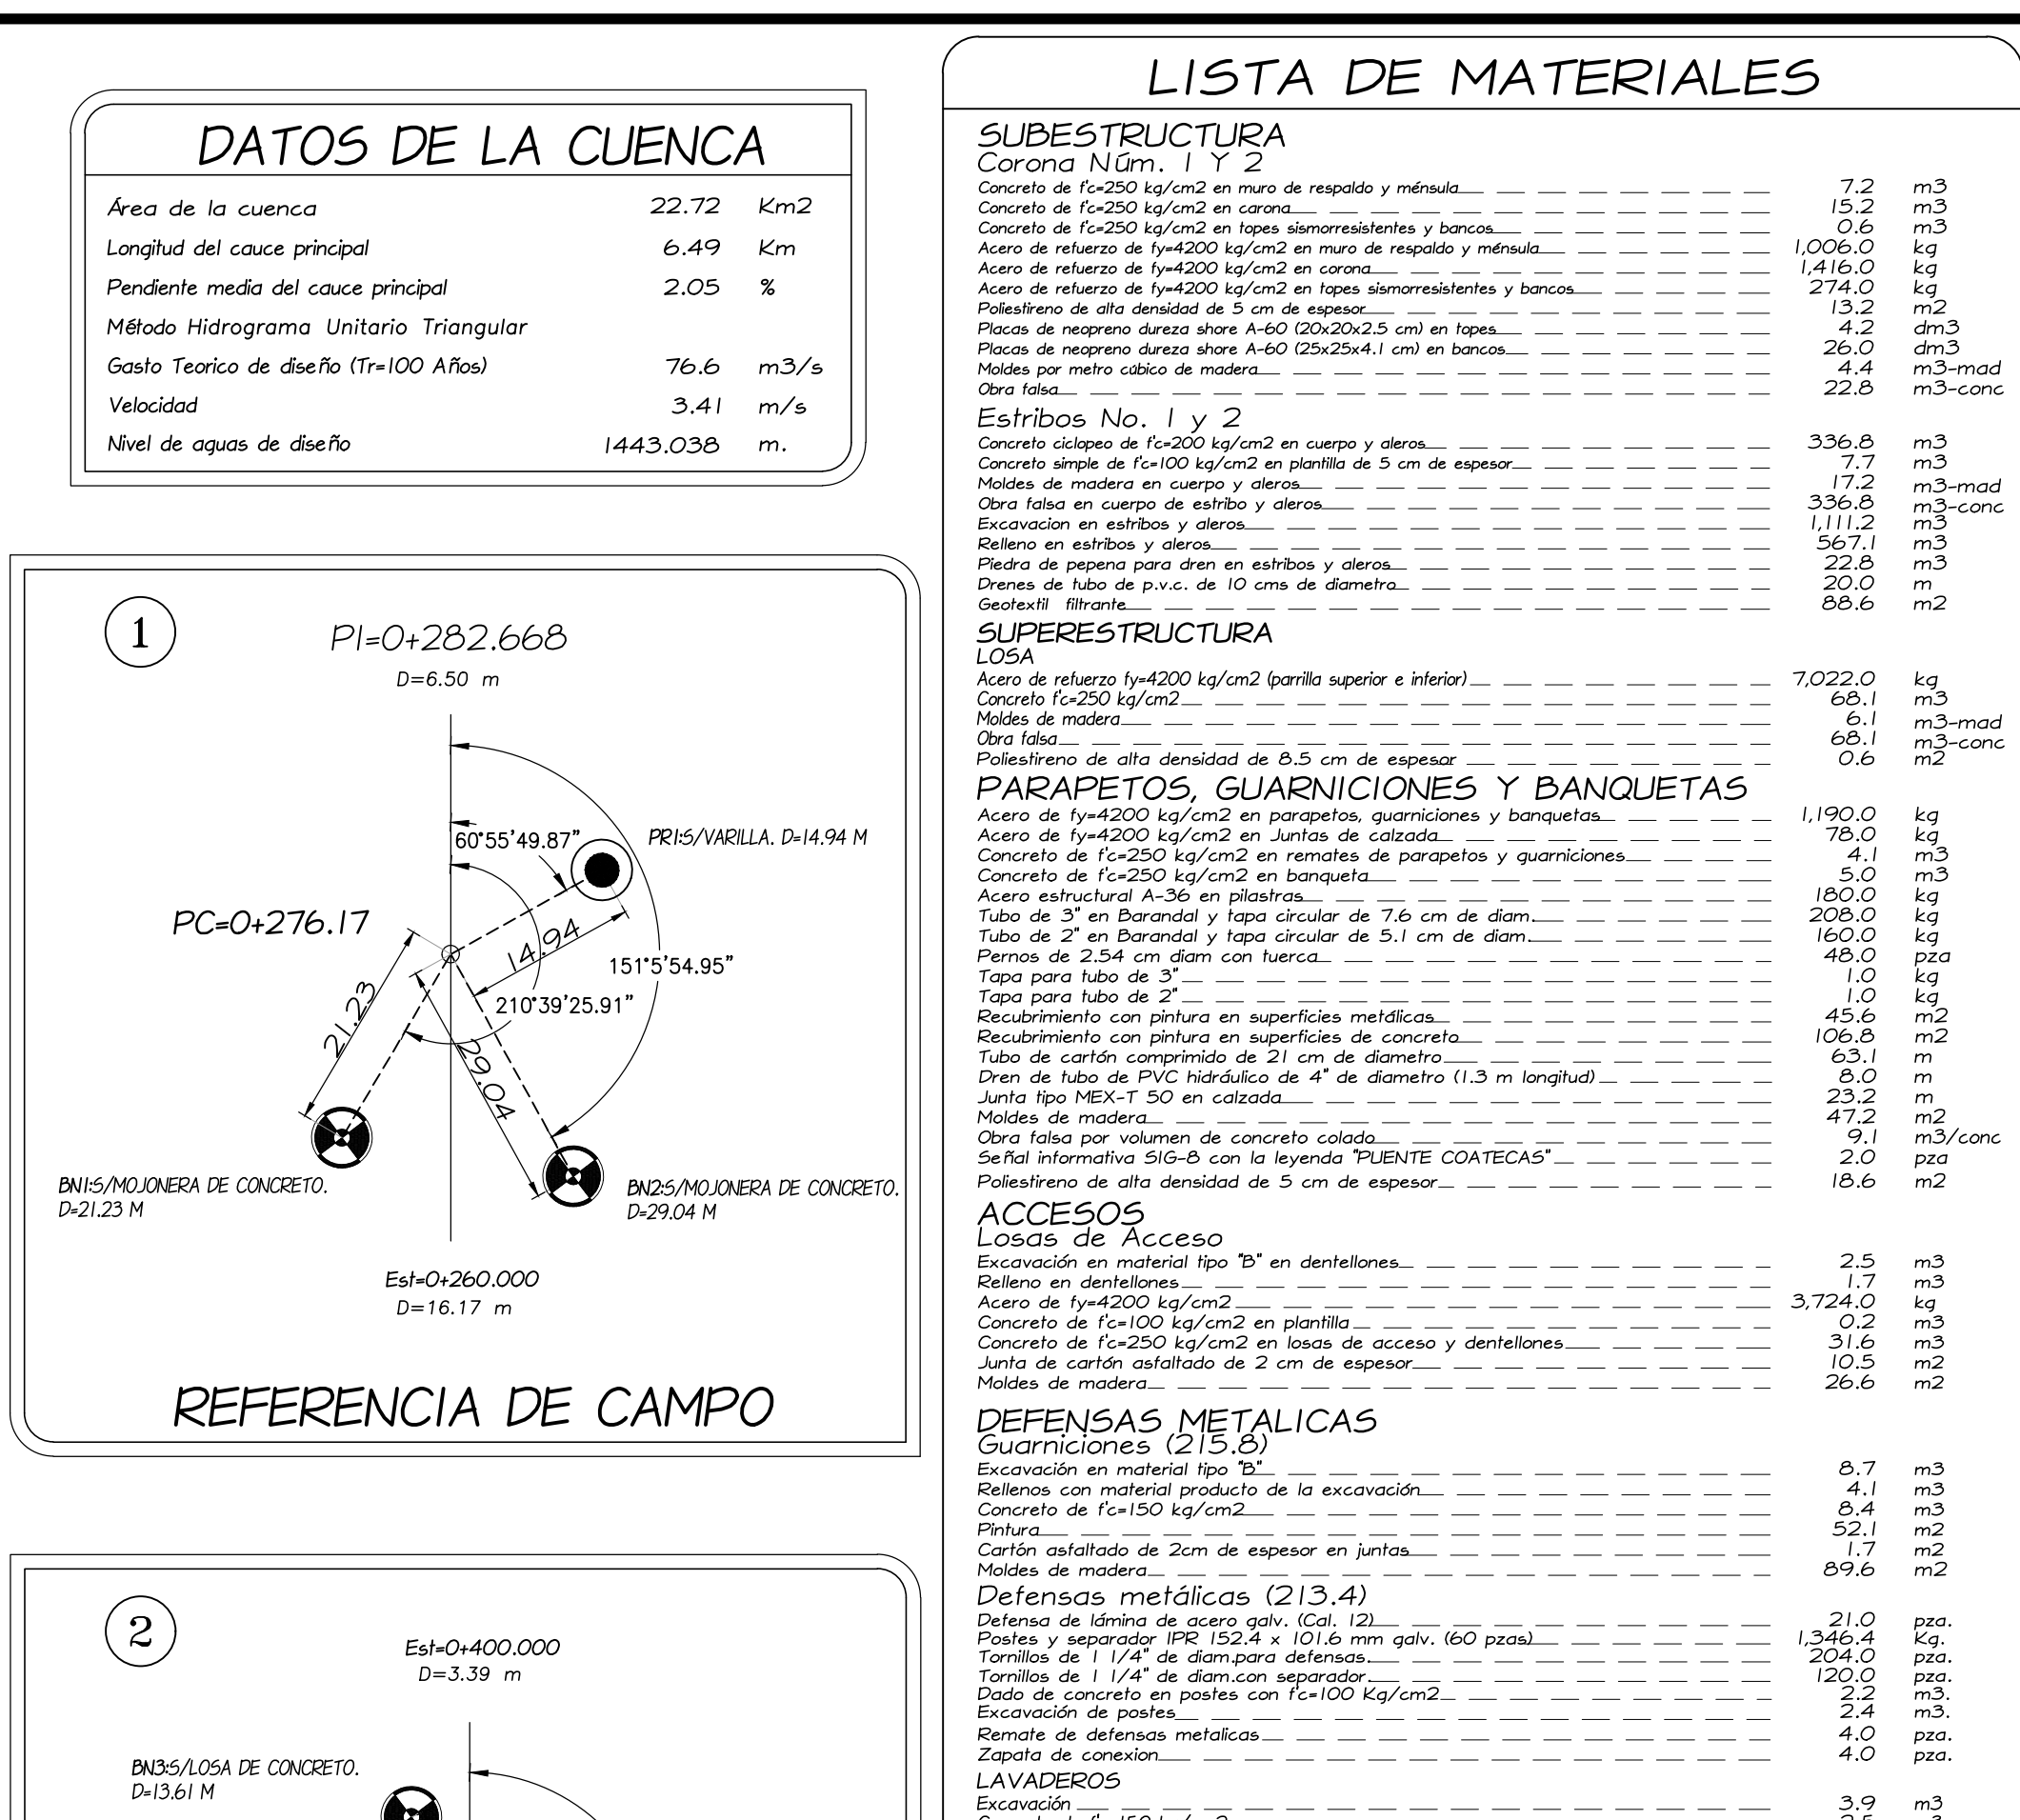 DATOS DE LA CUENCA
Área de la cuenca 22.72 Km2
Longitud del cauce principal 6.49 Km
Pendiente media del cauce principal 2.05 %
Método Hidrograma Unitario Triangular
Gasto Teorico de diseño (Tr=100 Años) 76.6 m3/s
Velocidad 3.41 m/s
Nivel de aguas de diseño 1443.038 m.
1
PI=0+282.668
D=6.50 m
60°55'49.87"
PR1:S/VARILLA. D=14.94 M
PC=0+276.17
14.94
151°5'54.95"
210°39'25.91"
21.23
29.04
BN1:S/MOJONERA DE CONCRETO.
D=21.23 M
BN2:S/MOJONERA DE CONCRETO.
D=29.04 M
Est=0+260.000
D=16.17 m
REFERENCIA DE CAMPO
2
Est=0+400.000
D=3.39 m
BN3:S/LOSA DE CONCRETO.
D=13.61 M
LISTA DE MATERIALES
SUBESTRUCTURA
Corona Núm. 1 Y 2
Concreto de f'c=250 kg/cm2 en muro de respaldo y ménsula 7.2 m3
Concreto de f'c=250 kg/cm2 en carona 15.2 m3
Concreto de f'c=250 kg/cm2 en topes sismorresistentes y bancos 0.6 m3
Acero de refuerzo de fy=4200 kg/cm2 en muro de respaldo y ménsula 1,006.0 kg
Acero de refuerzo de fy=4200 kg/cm2 en corona 1,416.0 kg
Acero de refuerzo de fy=4200 kg/cm2 en topes sismorresistentes y bancos 274.0 kg
Poliestireno de alta densidad de 5 cm de espesor 13.2 m2
Placas de neopreno dureza shore A-60 (20x20x2.5 cm) en topes 4.2 dm3
Placas de neopreno dureza shore A-60 (25x25x4.1 cm) en bancos 26.0 dm3
Moldes por metro cúbico de madera 4.4 m3-mad
Obra falsa 22.8 m3-conc
Estribos No. 1 y 2
Concreto ciclopeo de f'c=200 kg/cm2 en cuerpo y aleros 336.8 m3
Concreto simple de f'c=100 kg/cm2 en plantilla de 5 cm de espesor 7.7 m3
Moldes de madera en cuerpo y aleros 17.2 m3-mad
Obra falsa en cuerpo de estribo y aleros 336.8 m3-conc
Excavacion en estribos y aleros 1,111.2 m3
Relleno en estribos y aleros 567.1 m3
Piedra de pepena para dren en estribos y aleros 22.8 m3
Drenes de tubo de p.v.c. de 10 cms de diametro 20.0 m
Geotextil filtrante 88.6 m2
SUPERESTRUCTURA
LOSA
Acero de refuerzo fy=4200 kg/cm2 (parrilla superior e inferior) 7,022.0 kg
Concreto f'c=250 kg/cm2 68.1 m3
Moldes de madera 6.1 m3-mad
Obra falsa 68.1 m3-conc
Poliestireno de alta densidad de 8.5 cm de espesor 0.6 m2
PARAPETOS, GUARNICIONES Y BANQUETAS
Acero de fy=4200 kg/cm2 en parapetos, guarniciones y banquetas 1,190.0 kg
Acero de fy=4200 kg/cm2 en Juntas de calzada 78.0 kg
Concreto de f'c=250 kg/cm2 en remates de parapetos y guarniciones 4.1 m3
Concreto de f'c=250 kg/cm2 en banqueta 5.0 m3
Acero estructural A-36 en pilastras 180.0 kg
Tubo de 3" en Barandal y tapa circular de 7.6 cm de diam. 208.0 kg
Tubo de 2" en Barandal y tapa circular de 5.1 cm de diam. 160.0 kg
Pernos de 2.54 cm diam con tuerca 48.0 pza
Tapa para tubo de 3" 1.0 kg
Tapa para tubo de 2" 1.0 kg
Recubrimiento con pintura en superficies metálicas 45.6 m2
Recubrimiento con pintura en superficies de concreto 106.8 m2
Tubo de cartón comprimido de 21 cm de diametro 63.1 m
Dren de tubo de PVC hidráulico de 4" de diametro (1.3 m longitud) 8.0 m
Junta tipo MEX-T 50 en calzada 23.2 m
Moldes de madera 47.2 m2
Obra falsa por volumen de concreto colado 9.1 m3/conc
Señal informativa SIG-8 con la leyenda "PUENTE COATECAS" 2.0 pza
Poliestireno de alta densidad de 5 cm de espesor 18.6 m2
ACCESOS
Losas de Acceso
Excavación en material tipo "B" en dentellones 2.5 m3
Relleno en dentellones 1.7 m3
Acero de fy=4200 kg/cm2 3,724.0 kg
Concreto de f'c=100 kg/cm2 en plantilla 0.2 m3
Concreto de f'c=250 kg/cm2 en losas de acceso y dentellones 31.6 m3
Junta de cartón asfaltado de 2 cm de espesor 10.5 m2
Moldes de madera 26.6 m2
DEFENSAS METALICAS
Guarniciones (215.8)
Excavación en material tipo "B" 8.7 m3
Rellenos con material producto de la excavación 4.1 m3
Concreto de f'c=150 kg/cm2 8.4 m3
Pintura 52.1 m2
Cartón asfaltado de 2cm de espesor en juntas 1.7 m2
Moldes de madera 89.6 m2
Defensas metálicas (213.4)
Defensa de lámina de acero galv. (Cal. 12) 21.0 pza.
Postes y separador IPR 152.4 x 101.6 mm galv. (60 pzas) 1,346.4 Kg.
Tornillos de 1 1/4" de diam.para defensas. 204.0 pza.
Tornillos de 1 1/4" de diam.con separador. 120.0 pza.
Dado de concreto en postes con f'c=100 Kg/cm2 2.2 m3.
Excavación de postes 2.4 m3.
Remate de defensas metalicas 4.0 pza.
Zapata de conexion 4.0 pza.
LAVADEROS
Excavación 3.9 m3